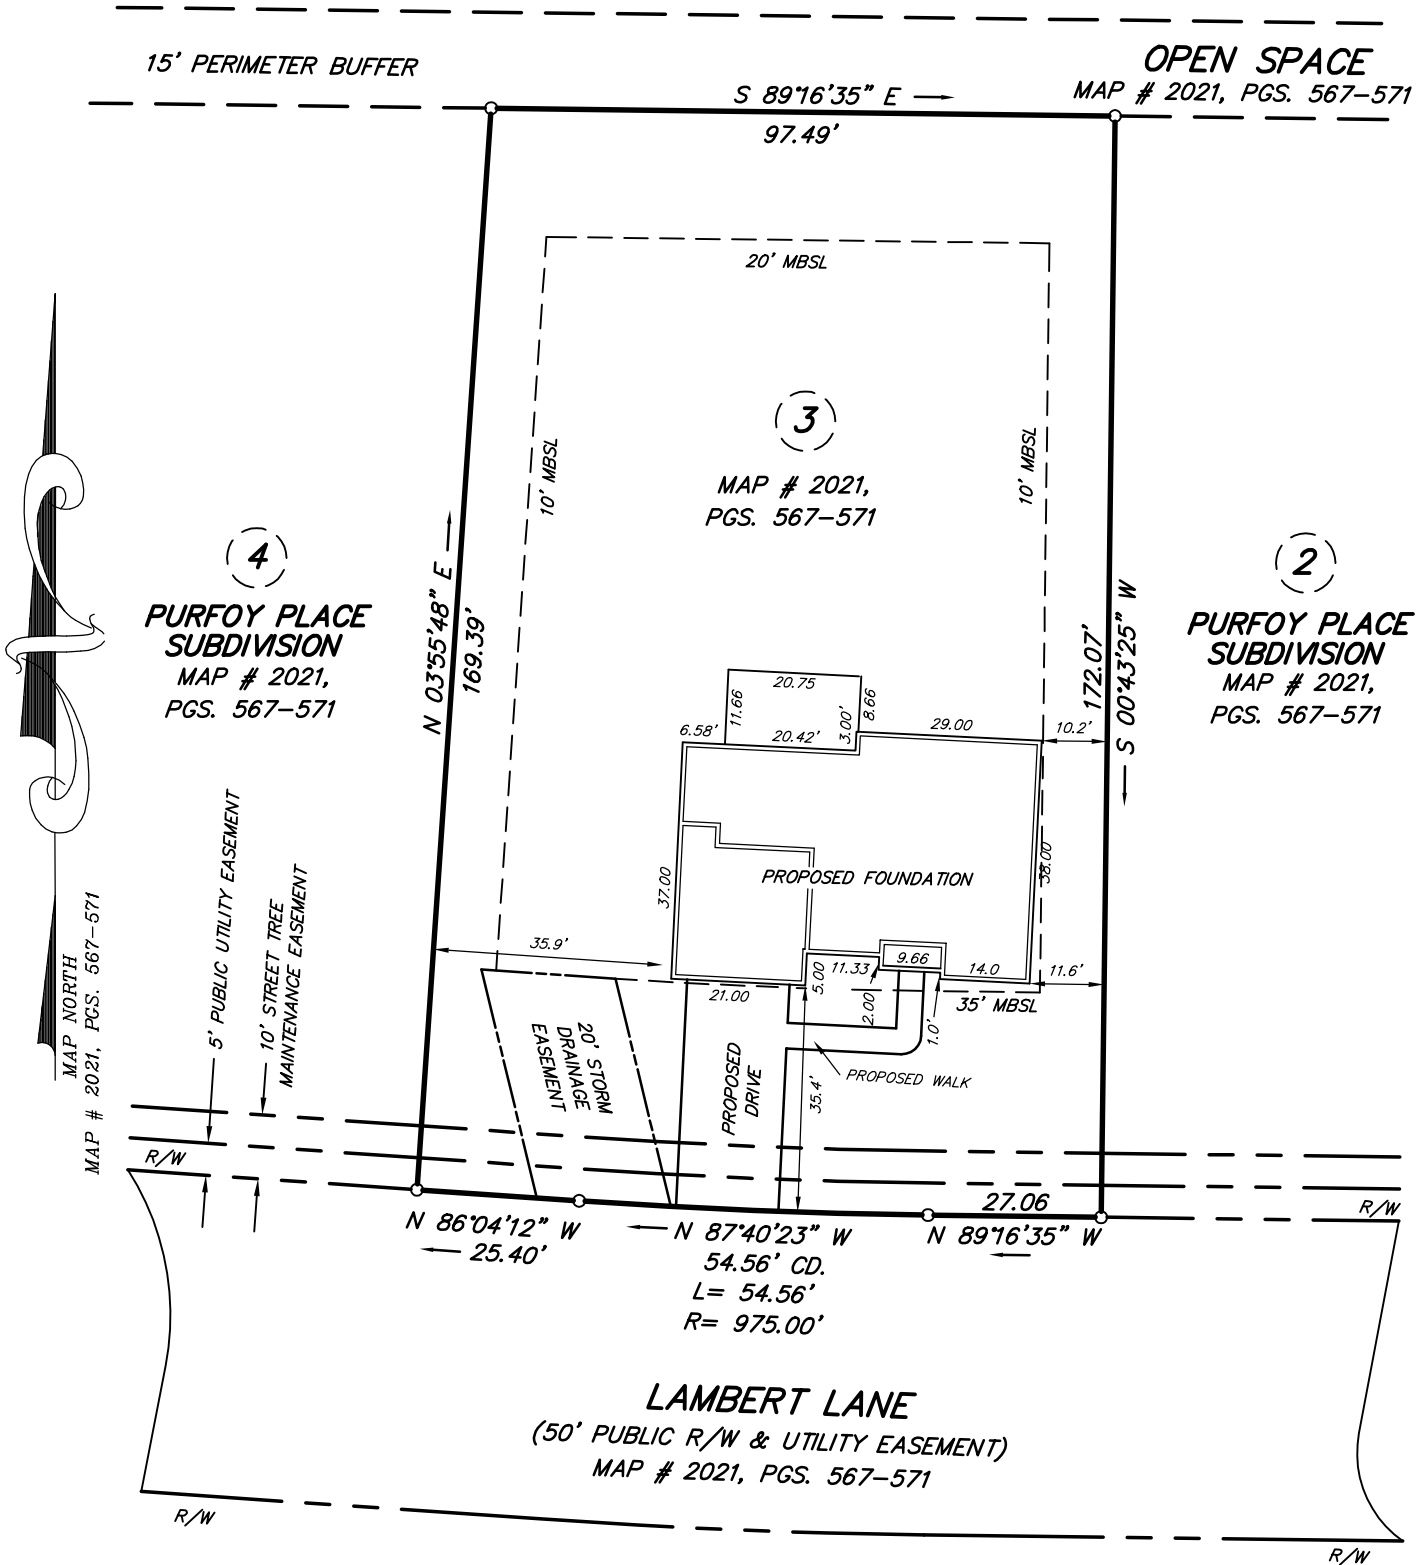 15' PERIMETER BUFFER
OPEN SPACE
MAP # 2021, PGS. 567-571
S 89°16'35" E
97.49'
20' MBSL
10' MBSL
10' MBSL
3
MAP # 2021,
PGS. 567-571
4
PURFOY PLACE
SUBDIVISION
MAP # 2021,
PGS. 567-571
2
PURFOY PLACE
SUBDIVISION
MAP # 2021,
PGS. 567-571
N 03°55'48" E
169.39'
172.07'
S 00°43'25" W
20.75
11.66
8.66
6.58'
20.42'
3.00'
29.00
10.2'
37.00
38.00
PROPOSED FOUNDATION
35.9'
21.00
5.00
11.33
9.66
14.0
11.6'
2.00
1.0'
35' MBSL
PROPOSED WALK
PROPOSED
DRIVE
35.4'
20' STORM
DRAINAGE
EASEMENT
5' PUBLIC UTILITY EASEMENT
10' STREET TREE
MAINTENANCE EASEMENT
MAP NORTH
MAP # 2021, PGS. 567-571
R/W
R/W
N 86°04'12" W
25.40'
N 87°40'23" W
54.56' CD.
L= 54.56'
R= 975.00'
27.06
N 89°16'35" W
LAMBERT LANE
(50' PUBLIC R/W & UTILITY EASEMENT)
MAP # 2021, PGS. 567-571
R/W
R/W